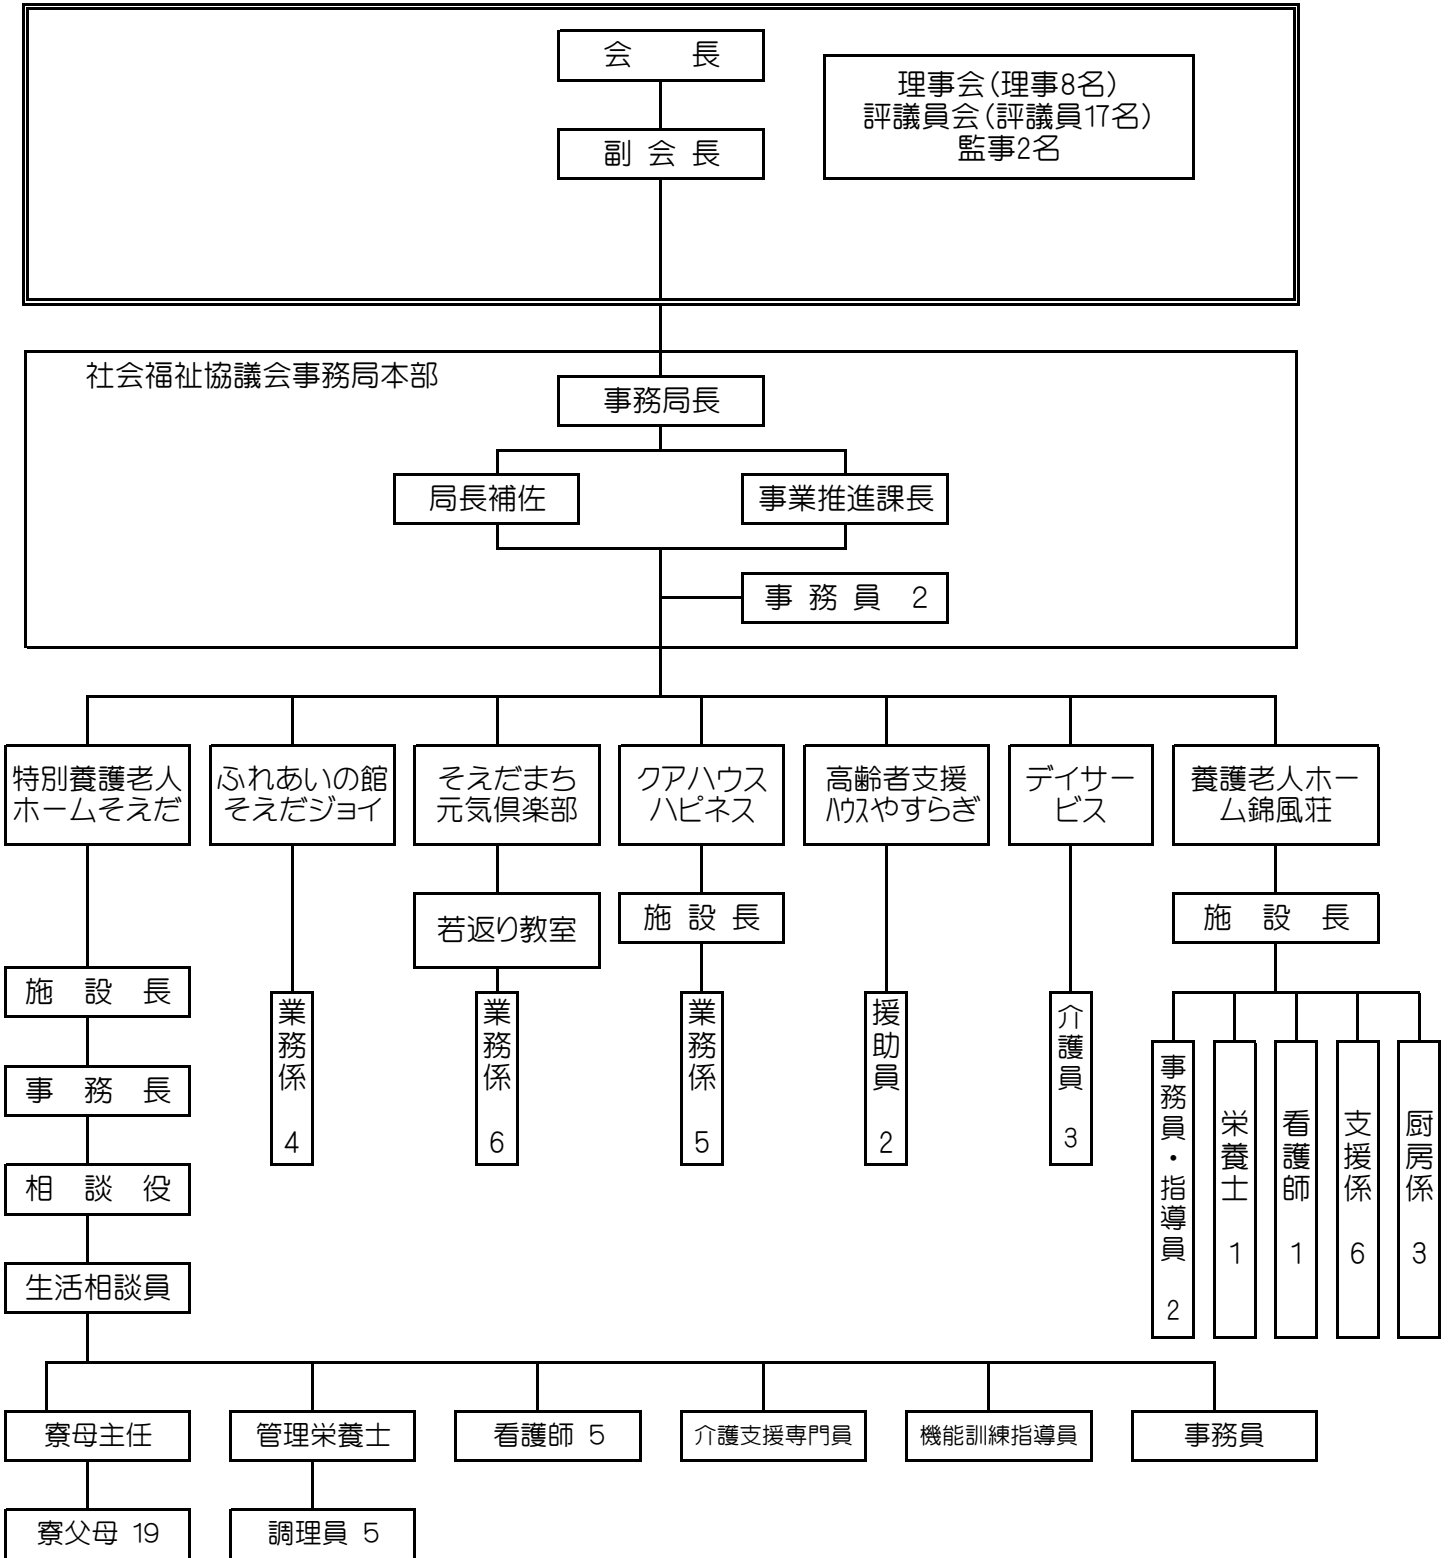 会 長
理事会(理事8名)
評議員会(評議員17名)
監事2名
副 会 長
社会福祉協議会事務局本部
事務局長
局長補佐
事業推進課長
事 務 員 2
特別養護老人
ホームそえだ
ふれあいの館
そえだジョイ
そえだまち
元気倶楽部
クアハウス
ハピネス
高齢者支援
ﾊｳｽやすらぎ
デイサー
ビス
養護老人ホー
ム錦風荘
若返り教室
施 設 長
施 設 長
施 設 長
事 務 長
相 談 役
生活相談員
業務係 4
業務係 6
業務係 5
援助員 2
介護員 3
事務員・指導員 2
栄養士 1
看護師 1
支援係 6
厨房係 3
寮母主任
管理栄養士
看護師 5
介護支援専門員
機能訓練指導員
事務員
寮父母 19
調理員 5